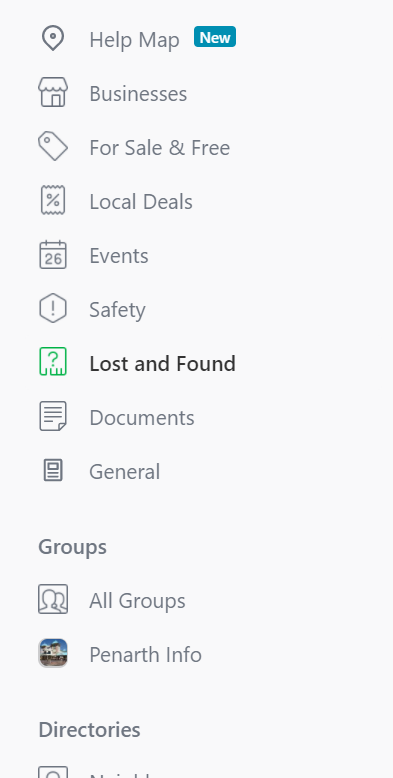 Help Map New
Businesses
For Sale & Free
%
Local Deals
26
Events
!
Safety
?
Lost and Found
Documents
General
Groups
All Groups
Penarth Info
Directories